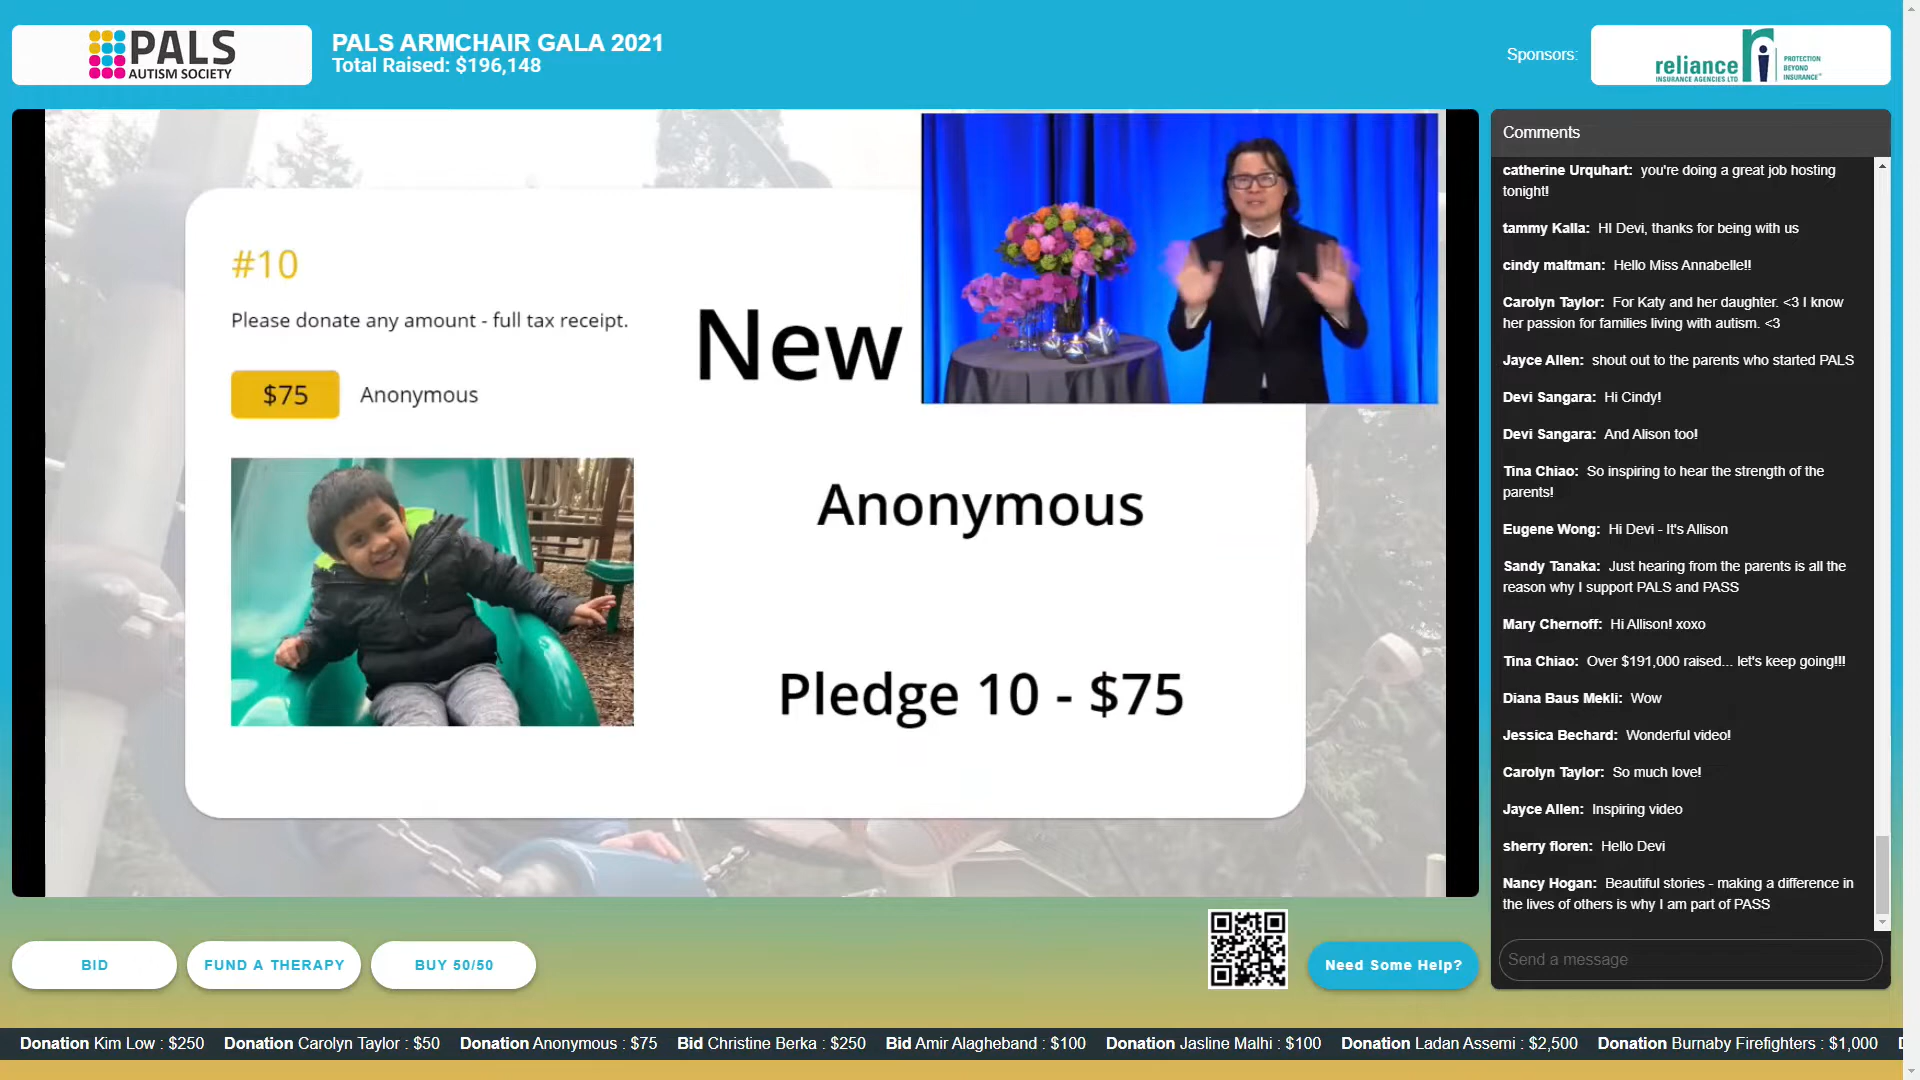 PALS
AUTISM SOCIETY
PALS ARMCHAIR GALA 2021
Total Raised: $196,148
Sponsors:
reliance
INSURANCE AGENCIES LTD
PROTECTION
BEYOND
INSURANCE
#10
Please donate any amount - full tax receipt.
$75 Anonymous
New
Anonymous
Pledge 10 - $75
Comments
catherine Urquhart: you're doing a great job hosting
tonight!
tammy Kalla: HI Devi, thanks for being with us
cindy maltman: Hello Miss Annabelle!!
Carolyn Taylor: For Katy and her daughter. <3 I know
her passion for families living with autism. <3
Jayce Allen: shout out to the parents who started PALS
Devi Sangara: Hi Cindy!
Devi Sangara: And Alison too!
Tina Chiao: So inspiring to hear the strength of the
parents!
Eugene Wong: Hi Devi - It's Allison
Sandy Tanaka: Just hearing from the parents is all the
reason why I support PALS and PASS
Mary Chernoff: Hi Allison! xoxo
Tina Chiao: Over $191,000 raised... let's keep going!!!
Diana Baus Mekli: Wow
Jessica Bechard: Wonderful video!
Carolyn Taylor: So much love!
Jayce Allen: Inspiring video
sherry floren: Hello Devi
Nancy Hogan: Beautiful stories - making a difference in
the lives of others is why I am part of PASS
Send a message
BID
FUND A THERAPY
BUY 50/50
Need Some Help?
Donation Kim Low : $250 Donation Carolyn Taylor : $50 Donation Anonymous : $75 Bid Christine Berka : $250 Bid Amir Alagheband : $100 Donation Jasline Malhi : $100 Donation Ladan Assemi : $2,500 Donation Burnaby Firefighters : $1,000